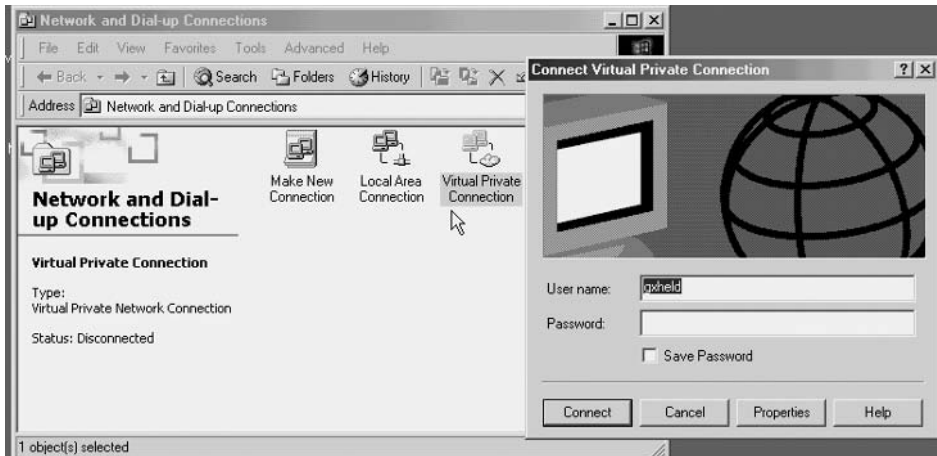 Network and Dial-up Connections
File Edit View Favorites Tools Advanced Help
Back Search Folders History
Address Network and Dial-up Connections
Network and Dial-
up Connections
Virtual Private Connection
Type:
Virtual Private Network Connection
Status: Disconnected
Make New
Connection
Local Area
Connection
Virtual Private
Connection
1 object(s) selected
Connect Virtual Private Connection
User name: gxheld
Password:
Save Password
Connect Cancel Properties Help